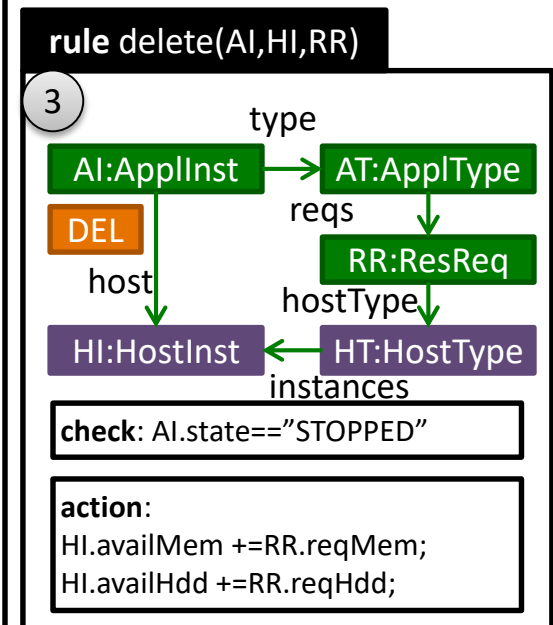 rule delete(AI,HI,RR)
3
type
AI:ApplInst
AT:ApplType
DEL
reqs
RR:ResReq
host
hostType
HI:HostInst
HT:HostType
instances
check: AI.state==”STOPPED”
action:
HI.availMem +=RR.reqMem;
HI.availHdd +=RR.reqHdd;